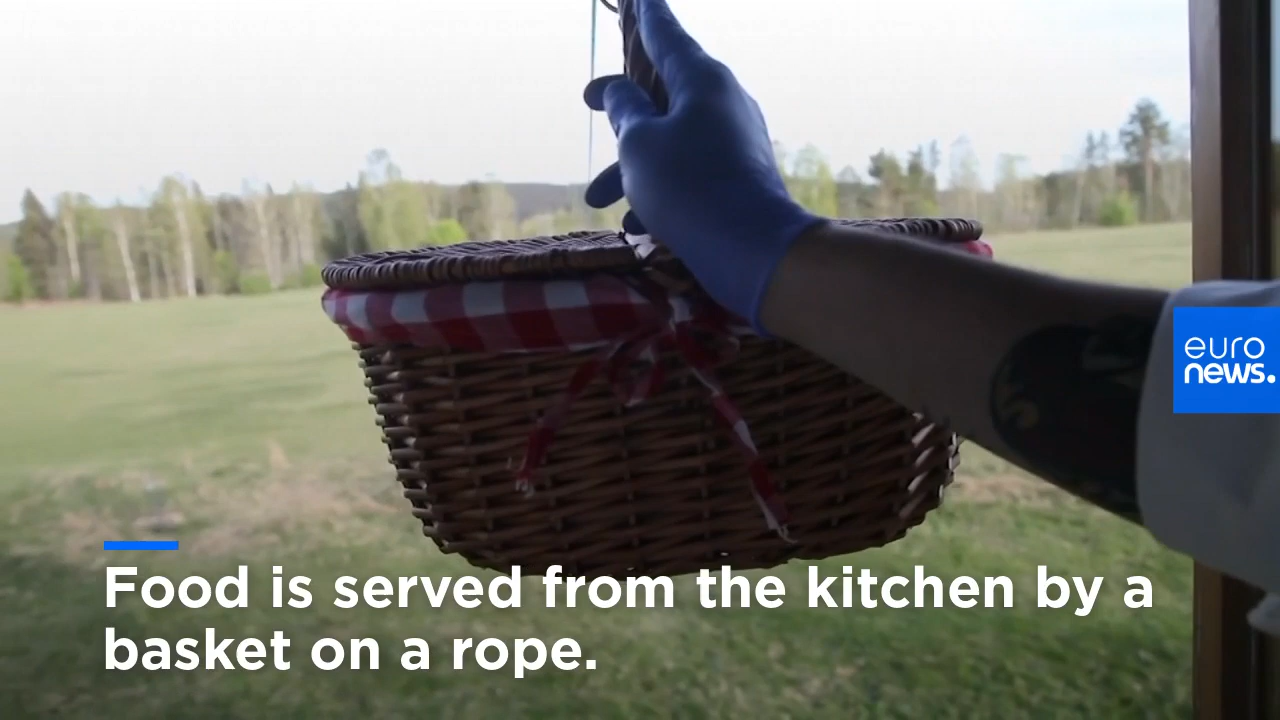 euro
news.
Food is served from the kitchen by a
basket on a rope.